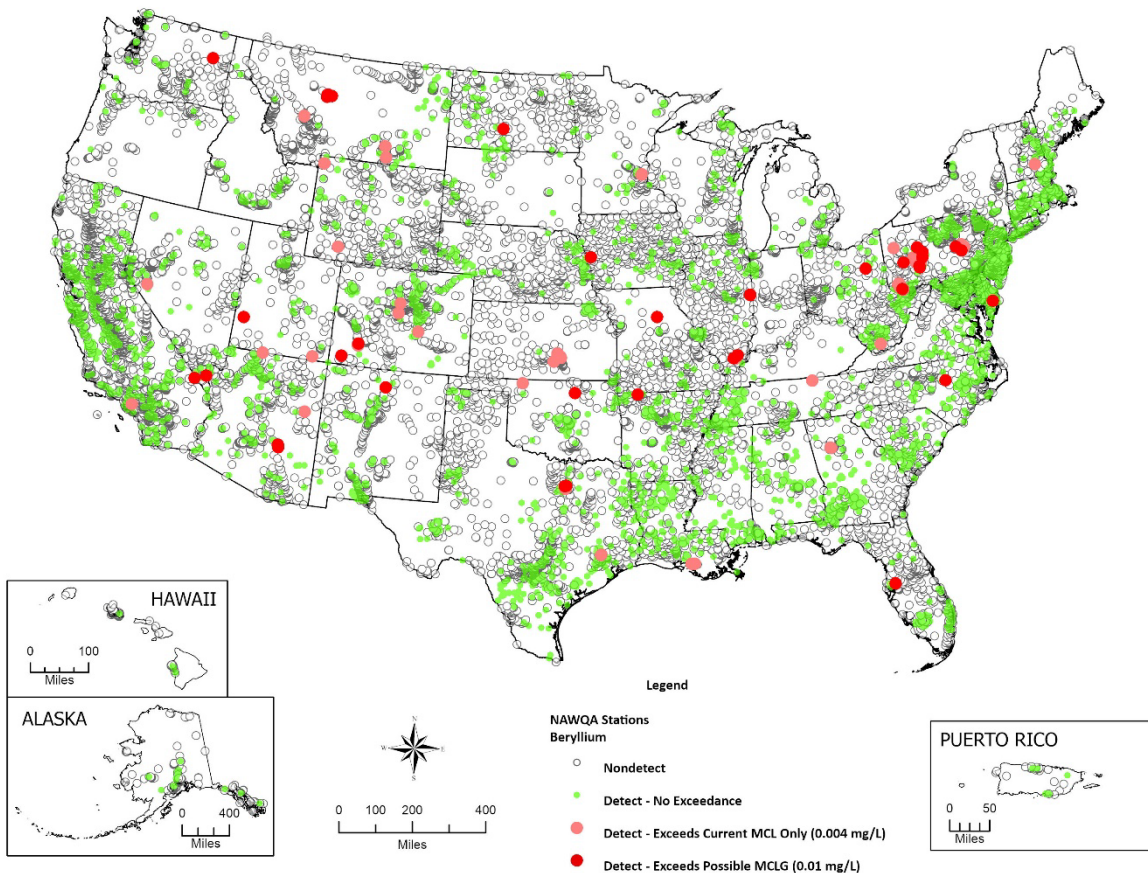 HAWAII
0 100
Miles
ALASKA
0 400
Miles
N
W E
S
0 200 400
Miles
Legend
NAWQA Stations
Beryllium
Nondetect
Detect - No Exceedance
Detect - Exceeds Current MCL Only (0.004 mg/L)
Detect - Exceeds Possible MCLG (0.01 mg/L)
PUERTO RICO
0 50
Miles